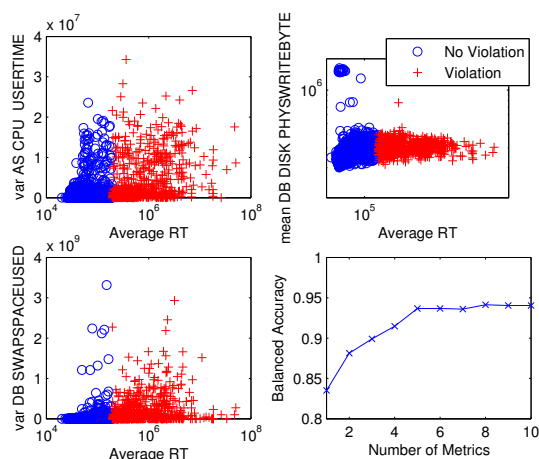 x 10^7
4
3
2
1
0
10^4
10^6
10^8
Average RT
var AS CPU USERTIME
No Violation
Violation
10^6
10^5
Average RT
mean DB DISK PHYSWRITEBYTE
x 10^9
4
3
2
1
0
10^4
10^6
10^8
Average RT
var DB SWAPSPACEUSED
1
0.95
0.9
0.85
0.8
2
4
6
8
10
Number of Metrics
Balanced Accuracy